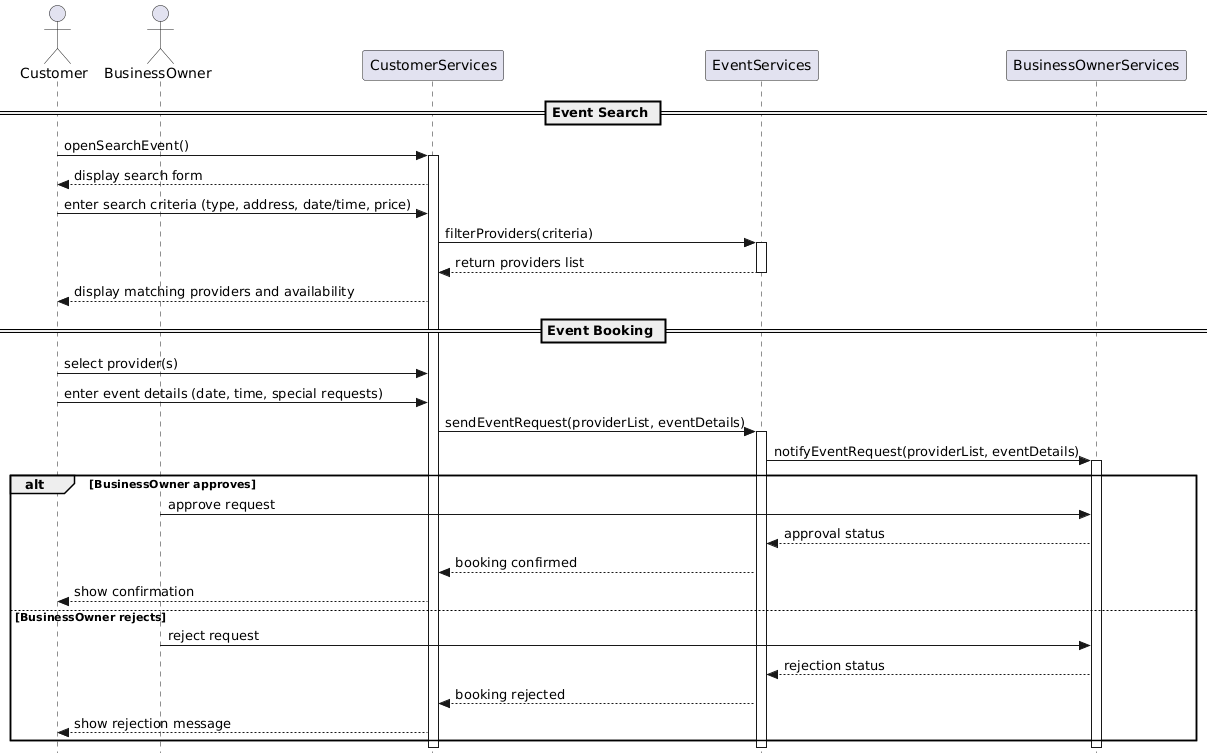 Customer
BusinessOwner
CustomerServices
EventServices
BusinessOwnerServices
Event Search
openSearchEvent()
display search form
enter search criteria (type, address, date/time, price)
filterProviders(criteria)
return providers list
display matching providers and availability
Event Booking
select provider(s)
enter event details (date, time, special requests)
sendEventRequest(providerList, eventDetails)
notifyEventRequest(providerList, eventDetails)
alt [BusinessOwner approves]
approve request
approval status
booking confirmed
show confirmation
[BusinessOwner rejects]
reject request
rejection status
booking rejected
show rejection message